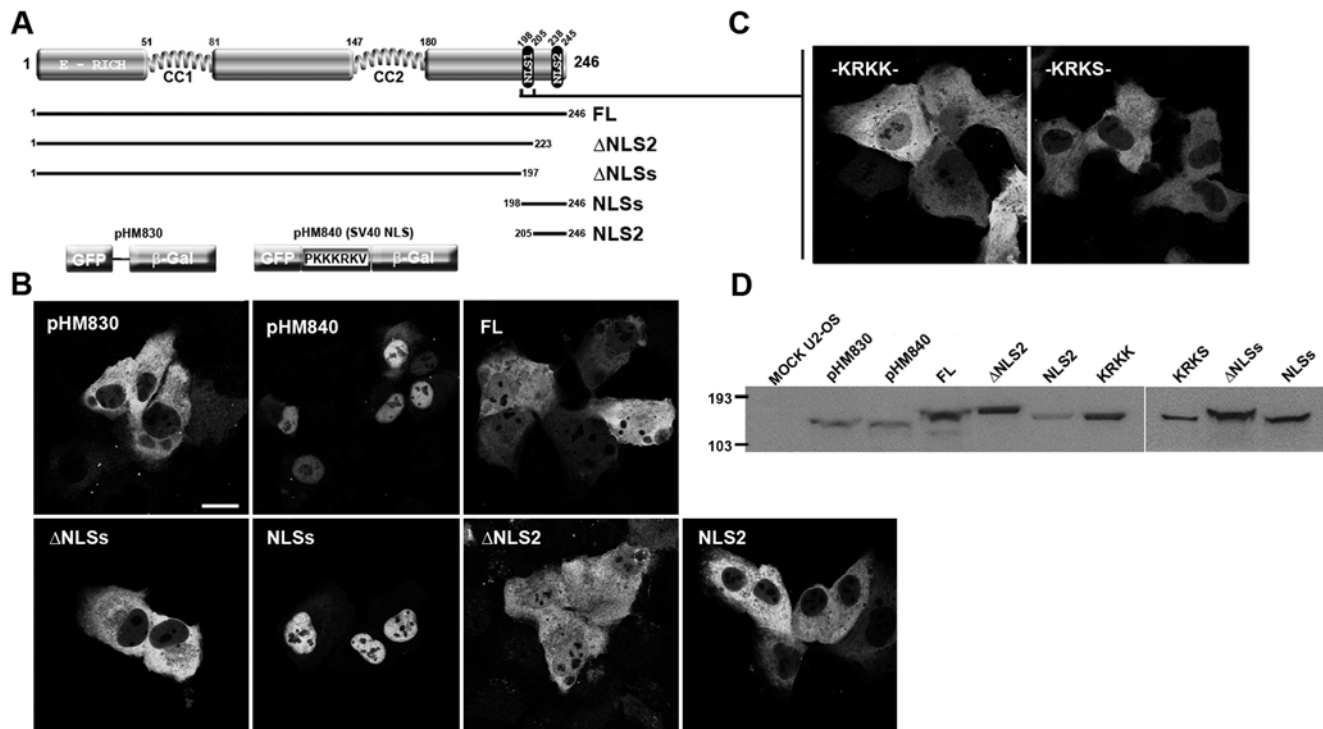 A
51 81 147 180 198 205 238 245
1 E - RICH CC1 CC2 NLS1 NLS2 246
1 246 FL
1 223 ΔNLS2
1 197 ΔNLSs
198 246 NLSs
205 246 NLS2
pHM830 pHM840 (SV40 NLS)
GFP β-Gal GFP PKKKRKV β-Gal
B
pHM830 pHM840 FL
ΔNLSs NLSs ΔNLS2 NLS2
C
-KRKK- -KRKS-
D
MOCK U2-OS pHM830 pHM840 FL ΔNLS2 NLS2 KRKK KRKS ΔNLSs NLSs
193
103